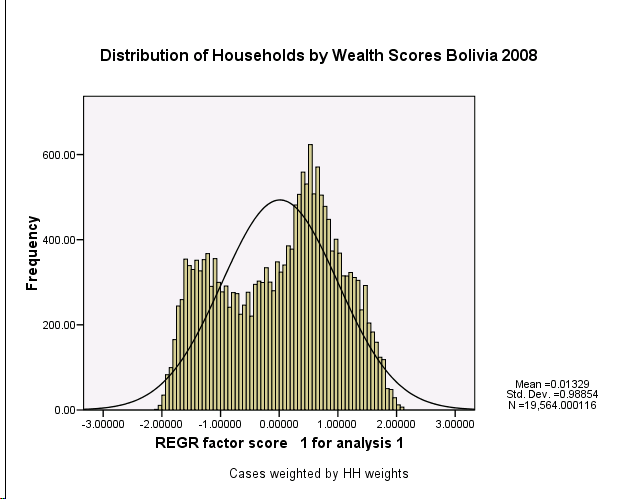 Distribution of Households by Wealth Scores Bolivia 2008
600.00
400.00
200.00
0.00
Frequency
-3.00000 -2.00000 -1.00000 0.00000 1.00000 2.00000 3.00000
REGR factor score 1 for analysis 1
Mean =0.01329
Std. Dev. =0.98854
N =19,564.000116
Cases weighted by HH weights